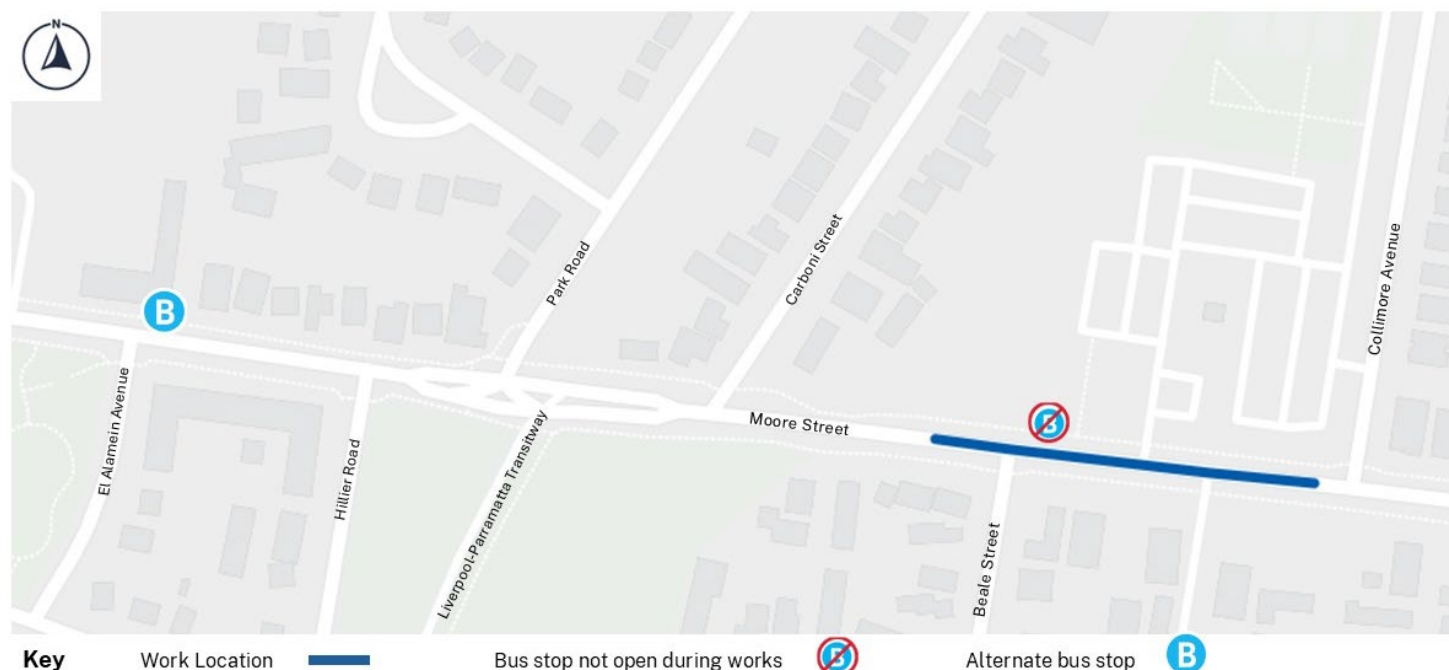 N
B
Park Road
Carboni Street
Collimore Avenue
El Alamein Avenue
Hillier Road
Liverpool-Parramatta Transitway
Moore Street
B
Beale Street
Key
Work Location
Bus stop not open during works
B
Alternate bus stop
B